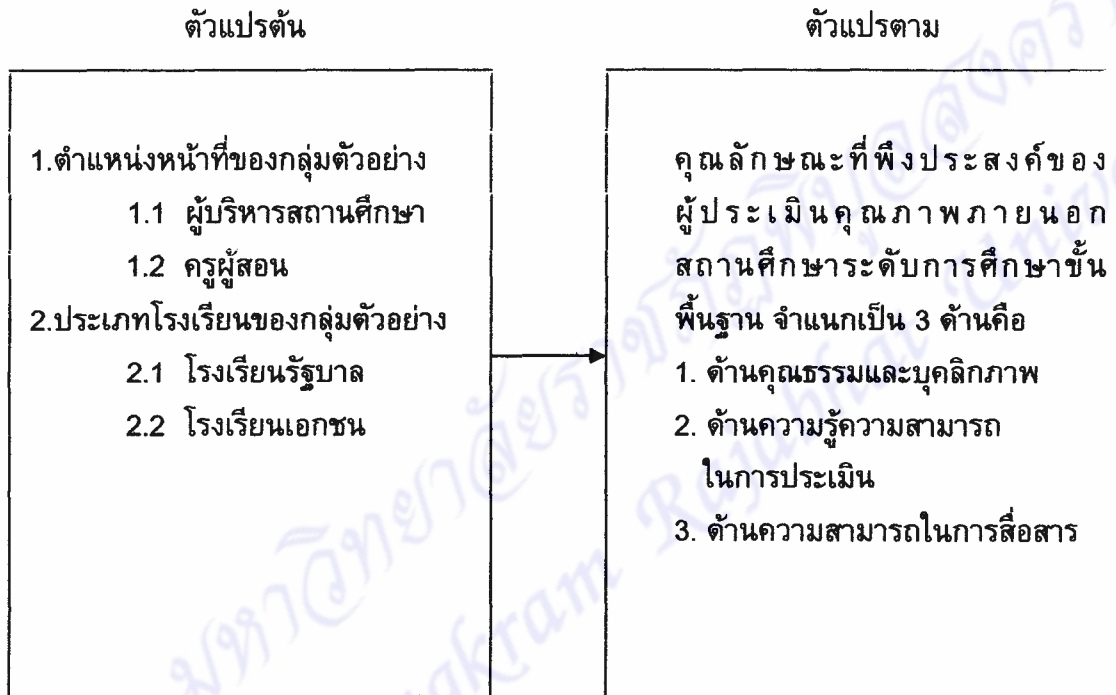 ตัวแปรต้น
ตัวแปรตาม
1.ตำแหน่งหน้าที่ของกลุ่มตัวอย่าง
1.1 ผู้บริหารสถานศึกษา
1.2 ครูผู้สอน
2.ประเภทโรงเรียนของกลุ่มตัวอย่าง
2.1 โรงเรียนรัฐบาล
2.2 โรงเรียนเอกชน
คุณลักษณะที่พึงประสงค์ของ
ผู้ประเมินคุณภาพภายนอก
สถานศึกษาระดับการศึกษาขั้น
พื้นฐาน จำแนกเป็น 3 ด้านคือ
1. ด้านคุณธรรมและบุคลิกภาพ
2. ด้านความรู้ความสามารถ
ในการประเมิน
3. ด้านความสามารถในการสื่อสาร